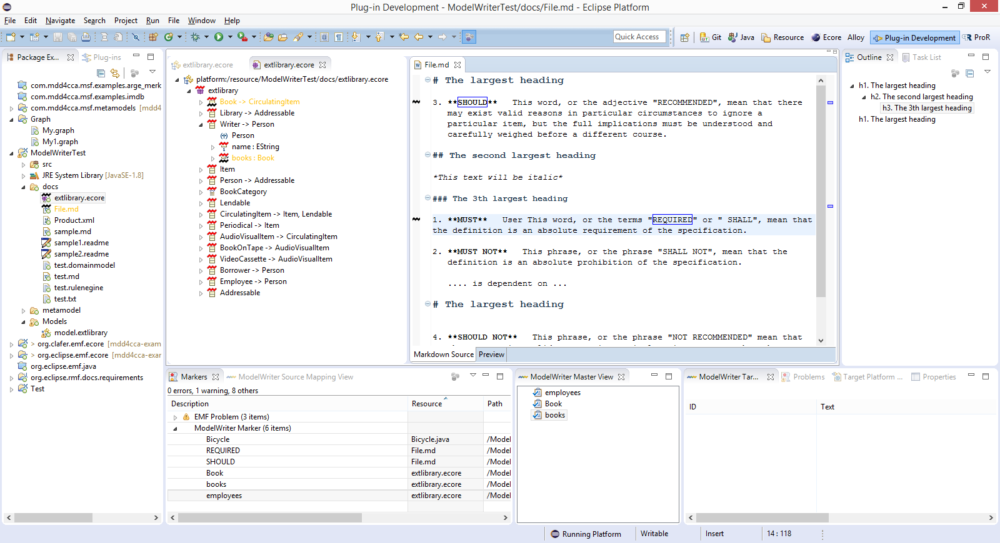 Plug-in Development - ModelWriterTest/docs/File.md - Eclipse Platform
File Edit Navigate Search Project Run File Window Help
Quick Access
Git Java Resource Ecore Alloy Plug-in Development ProR
Package Ex... Plug-ins
com.mdd4cca.msf.examples.arge_merk
com.mdd4cca.msf.examples.imdb
com.mdd4cca.msf.metamodels [mdd4
Graph
My.graph
My1.graph
ModelWriterTest
src
JRE System Library [JavaSE-1.8]
docs
extlibrary.ecore
File.md
Product.xml
sample.md
sample1.readme
sample2.readme
test.domainmodel
test.md
test.rulenegine
test.txt
metamodel
Models
model.extlibrary
> org.clafer.emf.ecore [mdd4cca-exam
> org.eclipse.emf.ecore [mdd4cca-exar
org.eclipse.emf.java
org.eclipse.rmf.docs.requirements
Test
extlibrary.ecore extlibrary.ecore
platform:/resource/ModelWriterTest/docs/extlibrary.ecore
extlibrary
Book -> CirculatingItem
Library -> Addressable
Writer -> Person
Person
name : EString
books : Book
Item
Person -> Addressable
BookCategory
Lendable
CirculatingItem -> Item, Lendable
Periodical -> Item
AudioVisualItem -> CirculatingItem
BookOnTape -> AudioVisualItem
VideoCassette -> AudioVisualItem
Borrower -> Person
Employee -> Person
Addressable
File.md
# The largest heading
3. **SHOULD** This word, or the adjective "RECOMMENDED", mean that there
may exist valid reasons in particular circumstances to ignore a
particular item, but the full implications must be understood and
carefully weighed before a different course.
## The second largest heading
*This text will be italic*
### The 3th largest heading
1. **MUST** User This word, or the terms "REQUIRED" or " SHALL", mean that
the definition is an absolute requirement of the specification.
2. **MUST NOT** This phrase, or the phrase "SHALL NOT", mean that the
definition is an absolute prohibition of the specification.
.... is dependent on ...
# The largest heading
4. **SHOULD NOT** This phrase, or the phrase "NOT RECOMMENDED" mean that
Markdown Source Preview
Outline Task List
h1. The largest heading
h2. The second largest heading
h3. The 3th largest heading
h1. The largest heading
Markers ModelWriter Source Mapping View
0 errors, 1 warning, 8 others
Description Resource Path
EMF Problem (3 items)
ModelWriter Marker (6 items)
Bicycle Bicycle.java /Model
REQUIRED File.md /Model
SHOULD File.md /Model
Book extlibrary.ecore /Model
books extlibrary.ecore /Model
employees extlibrary.ecore /Model
ModelWriter Master View
employees
Book
books
ModelWriter Tar... Problems Target Platform ... Properties
ID Text
Running Platform Writable Insert 14 : 118